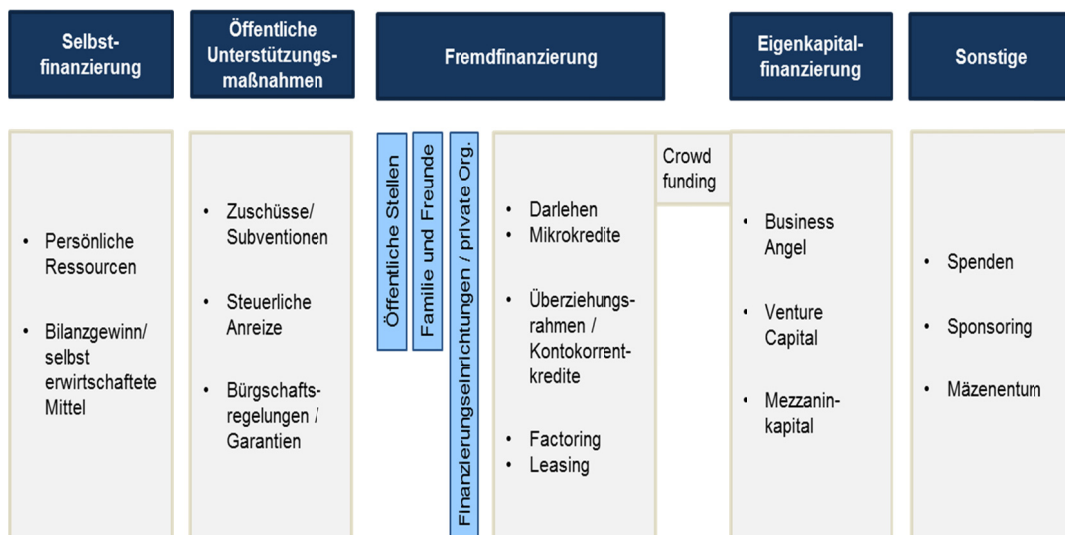 Selbst-
finanzierung
Öffentliche
Unterstützungs-
maßnahmen
Fremdfinanzierung
Eigenkapital-
finanzierung
Sonstige
• Persönliche
Ressourcen
• Bilanzgewinn/
selbst
erwirtschaftete
Mittel
• Zuschüsse/
Subventionen
• Steuerliche
Anreize
• Bürgschafts-
regelungen /
Garantien
Öffentliche Stellen
Familie und Freunde
Finanzierungseinrichtungen / private Org.
• Darlehen
• Mikrokredite
• Überziehungs-
rahmen /
Kontokorrent-
kredite
• Factoring
• Leasing
Crowd
funding
• Business
Angel
• Venture
Capital
• Mezzanin-
kapital
• Spenden
• Sponsoring
• Mäzenentum